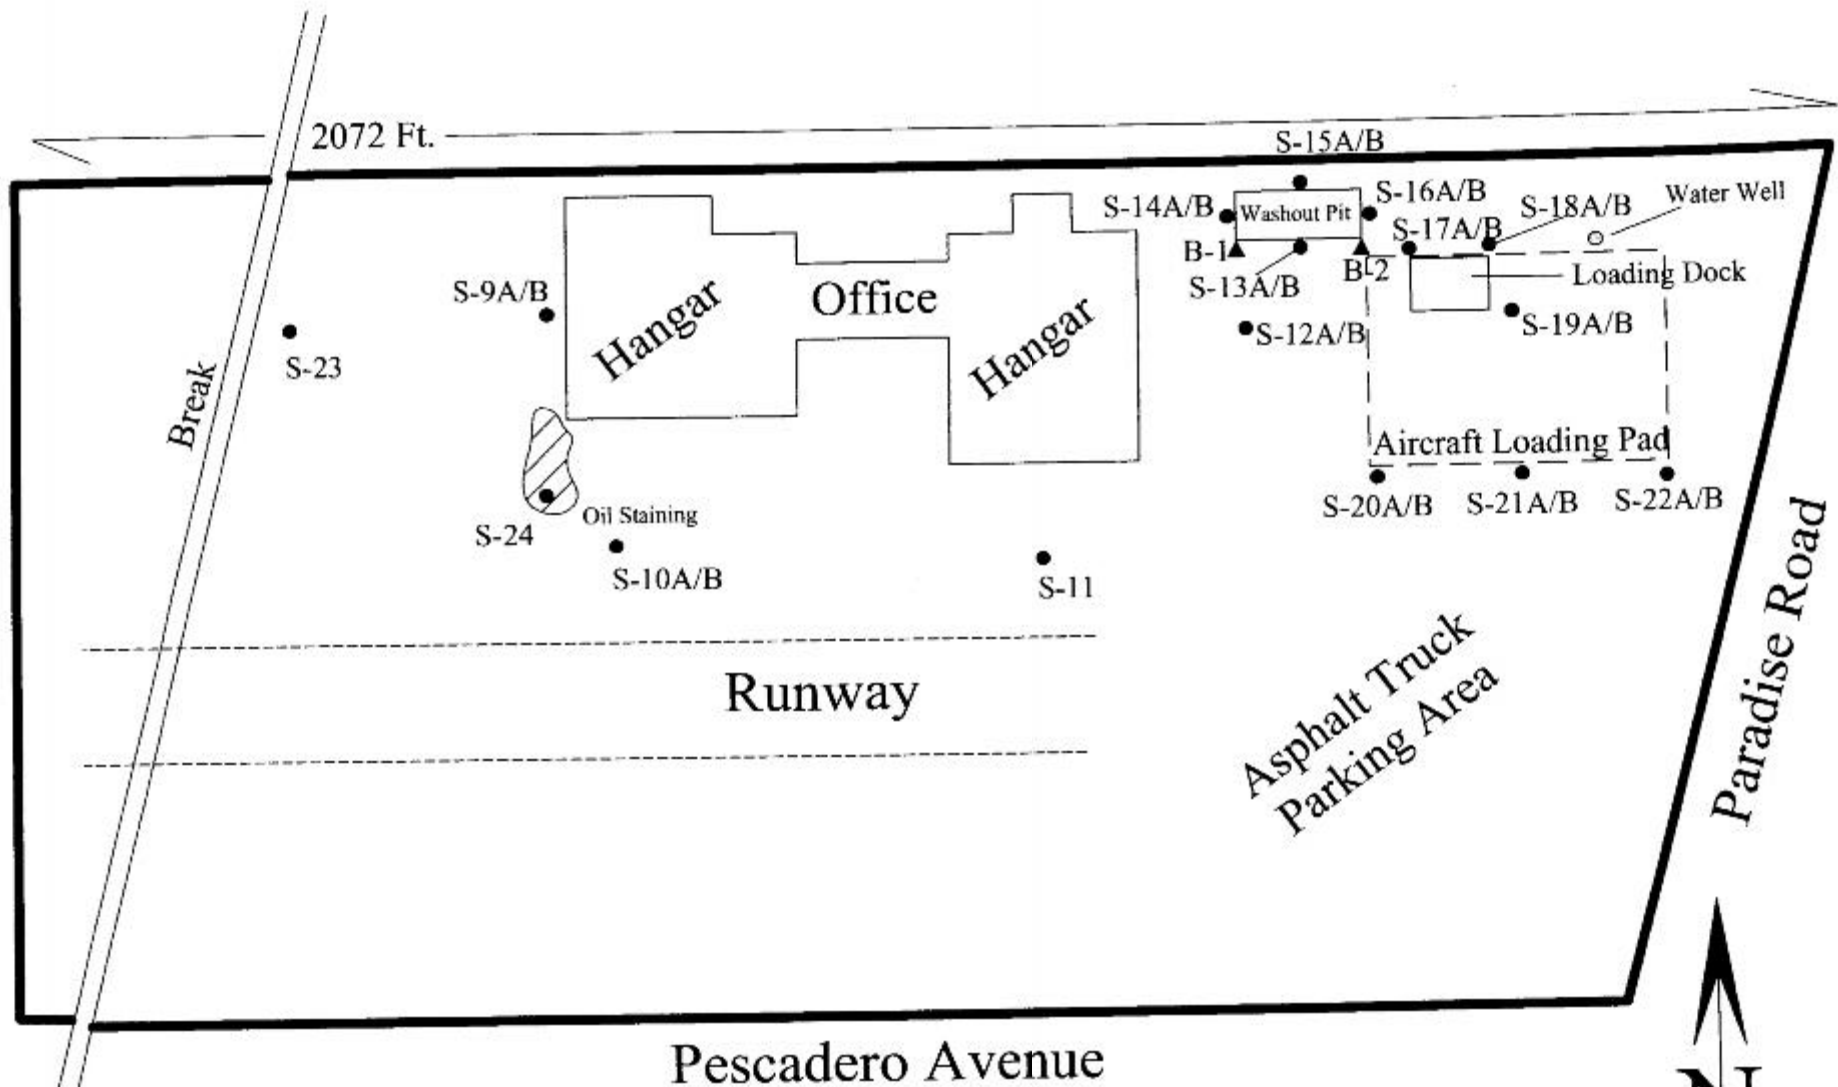 2072 Ft.
S-15A/B
S-14A/B
Washout Pit
S-16A/B
S-18A/B
Water Well
S-17A/B
B-1
B-2
S-13A/B
Loading Dock
S-9A/B
Hangar
Office
Hangar
S-12A/B
S-19A/B
S-23
Break
Aircraft Loading Pad
S-24
Oil Staining
S-20A/B
S-21A/B
S-22A/B
S-10A/B
S-11
Runway
Asphalt Truck
Parking Area
Paradise Road
Pescadero Avenue
N